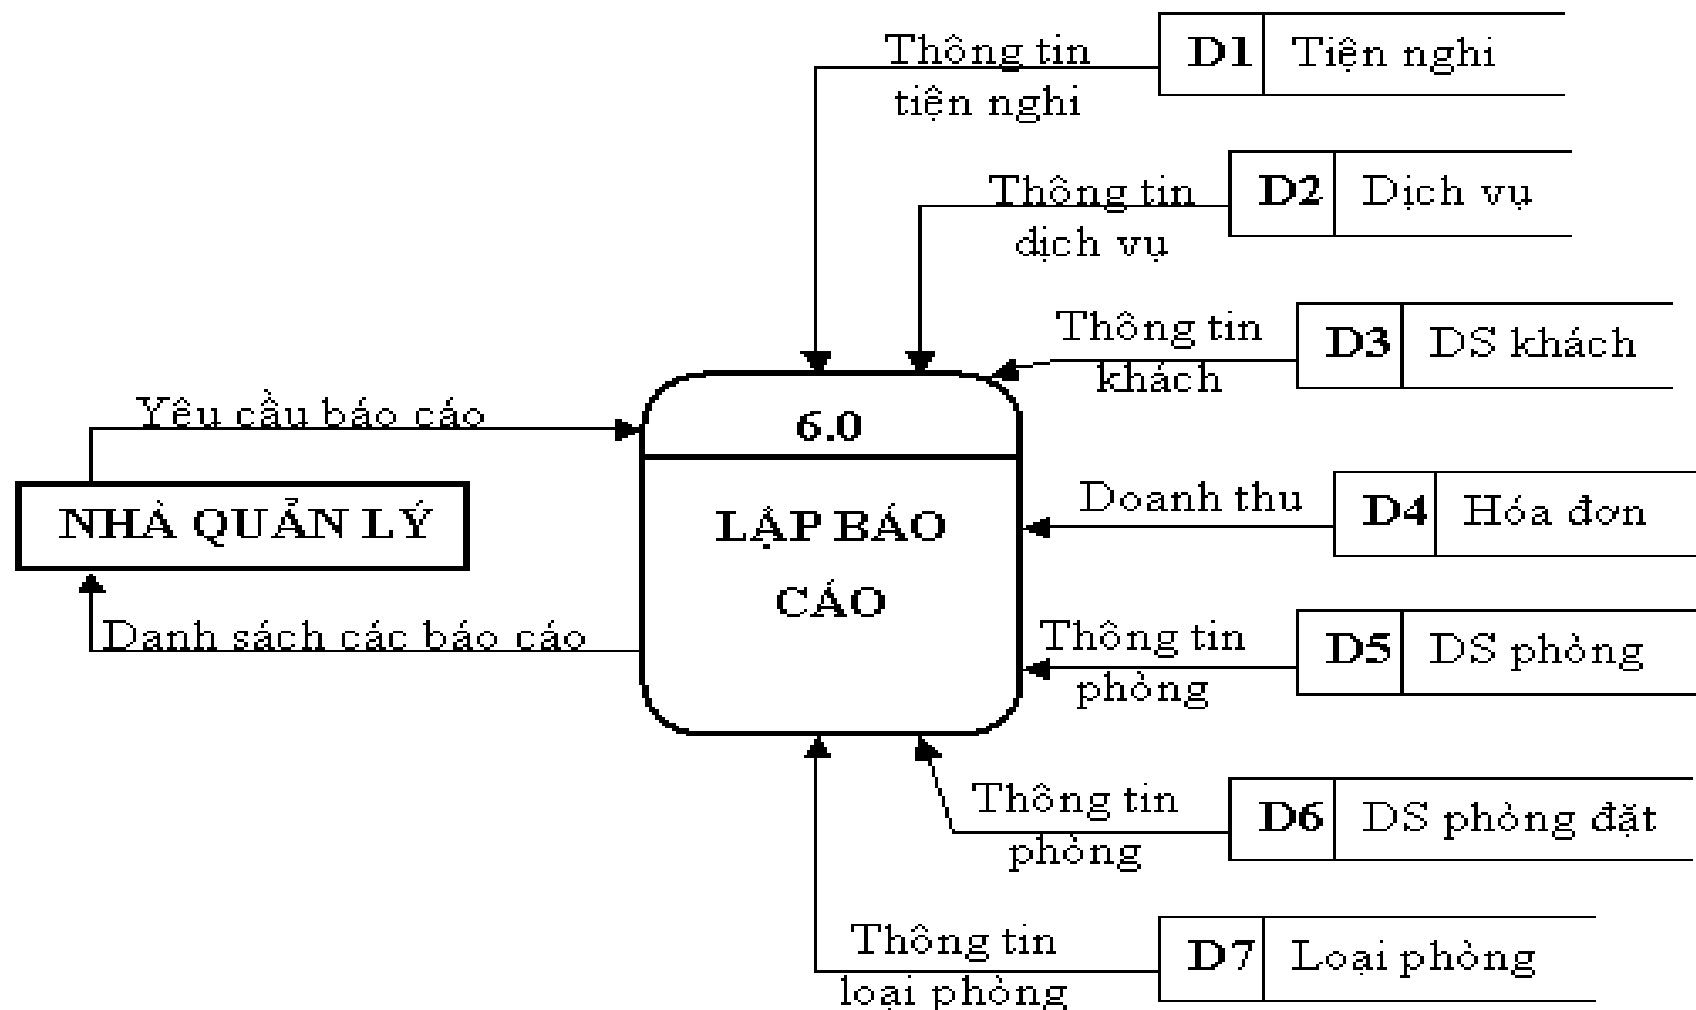 Thông tin
tiện nghi
D1 Tiện nghi
Thông tin
dịch vụ
D2 Dịch vụ
Thông tin
khách
D3 DS khách
Yêu cầu báo cáo
6.0
NHÀ QUẢN LÝ
LẬP BÁO
CÁO
Doanh thu
D4 Hóa đơn
Danh sách các báo cáo
Thông tin
phòng
D5 DS phòng
Thông tin
phòng
D6 DS phòng đặt
Thông tin
loại phòng
D7 Loại phòng